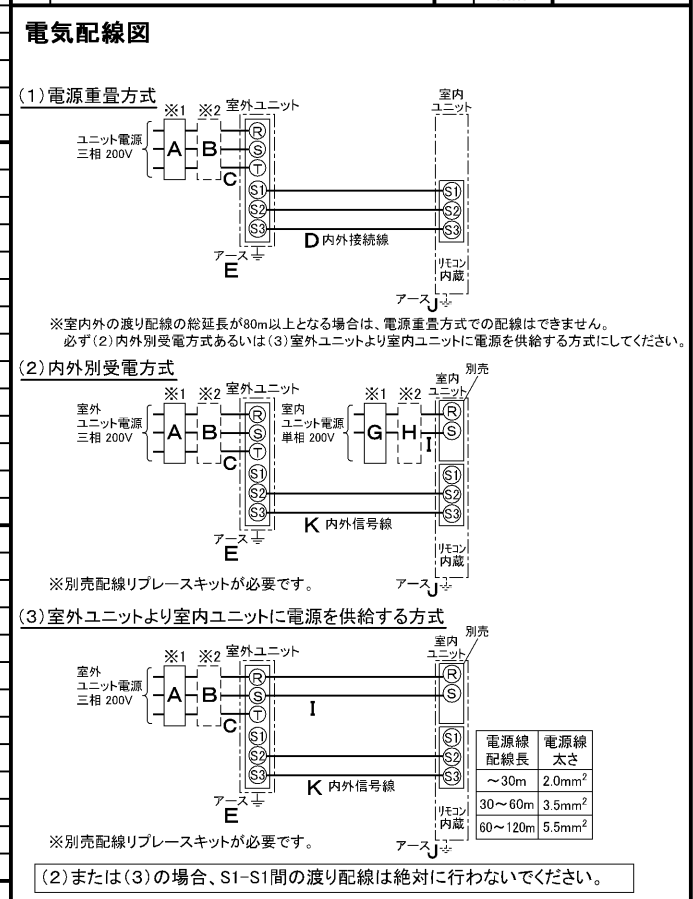 電気配線図
(1)電源重畳方式
※1 ※2 室外ユニット
室内
ユニット
ユニット電源
三相 200V
A B C
R
S
T
S1
S2
S3
S1
S2
S3
D 内外接続線
アース
E
リモコン
内蔵
アース J
※室内外の渡り配線の総延長が80m以上となる場合は、電源重畳方式での配線はできません。
必ず(2)内外別受電方式あるいは(3)室外ユニットより室内ユニットに電源を供給する方式にしてください。
(2)内外別受電方式
※1 ※2 室外ユニット
室外
ユニット電源
三相 200V
A B C
R
S
T
S1
S2
S3
※1 ※2
室内
ユニット
別売
室内
ユニット電源
単相 200V
G H I
R
S
S1
S2
S3
K 内外信号線
アース
E
リモコン
内蔵
アース J
※別売配線リプレースキットが必要です。
(3)室外ユニットより室内ユニットに電源を供給する方式
※1 ※2 室外ユニット
室内
ユニット
別売
室外
ユニット電源
三相 200V
A B C
R
S
T
S1
S2
S3
I
R
S
S1
S2
S3
K 内外信号線
アース
E
リモコン
内蔵
アース J
電源線配線長 電源線太さ
～30m 2.0mm²
30～60m 3.5mm²
60～120m 5.5mm²
※別売配線リプレースキットが必要です。
(2)または(3)の場合、S1-S1間の渡り配線は絶対に行わないでください。